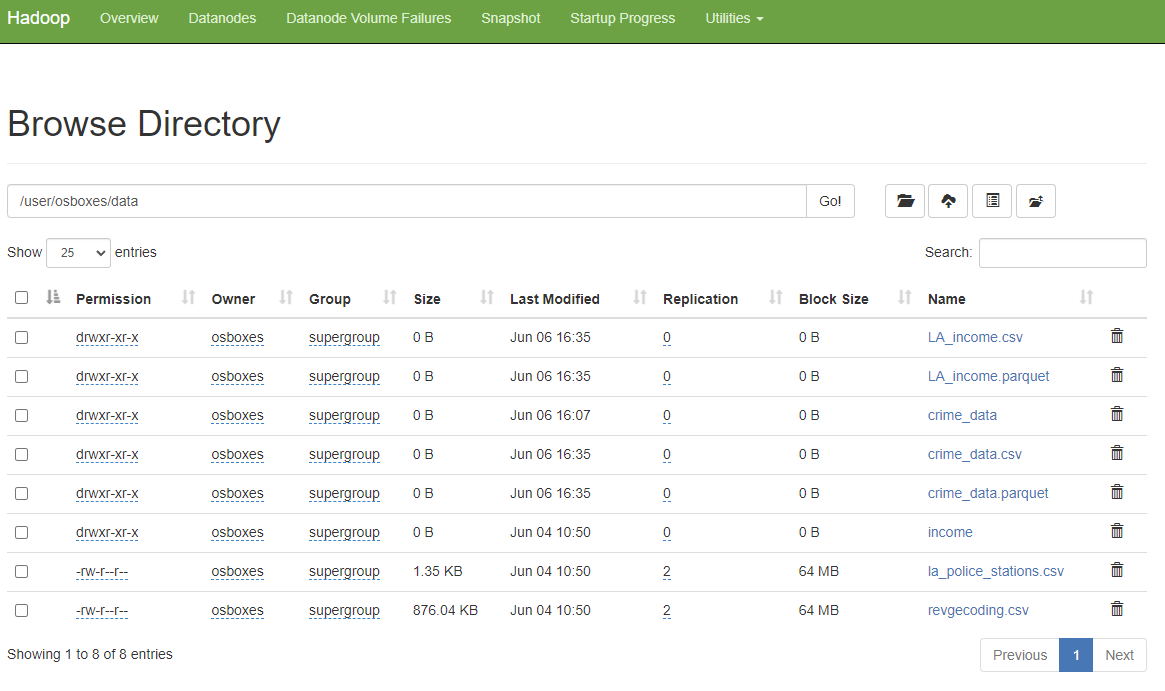 Hadoop Overview Datanodes Datanode Volume Failures Snapshot Startup Progress Utilities
Browse Directory
/user/osboxes/data Go!
Show 25 entries Search:
Permission Owner Group Size Last Modified Replication Block Size Name
drwxr-xr-x osboxes supergroup 0 B Jun 06 16:35 0 0 B LA_income.csv
drwxr-xr-x osboxes supergroup 0 B Jun 06 16:35 0 0 B LA_income.parquet
drwxr-xr-x osboxes supergroup 0 B Jun 06 16:07 0 0 B crime_data
drwxr-xr-x osboxes supergroup 0 B Jun 06 16:35 0 0 B crime_data.csv
drwxr-xr-x osboxes supergroup 0 B Jun 06 16:35 0 0 B crime_data.parquet
drwxr-xr-x osboxes supergroup 0 B Jun 04 10:50 0 0 B income
-rw-r--r-- osboxes supergroup 1.35 KB Jun 04 10:50 2 64 MB la_police_stations.csv
-rw-r--r-- osboxes supergroup 876.04 KB Jun 04 10:50 2 64 MB revgecoding.csv
Showing 1 to 8 of 8 entries Previous 1 Next